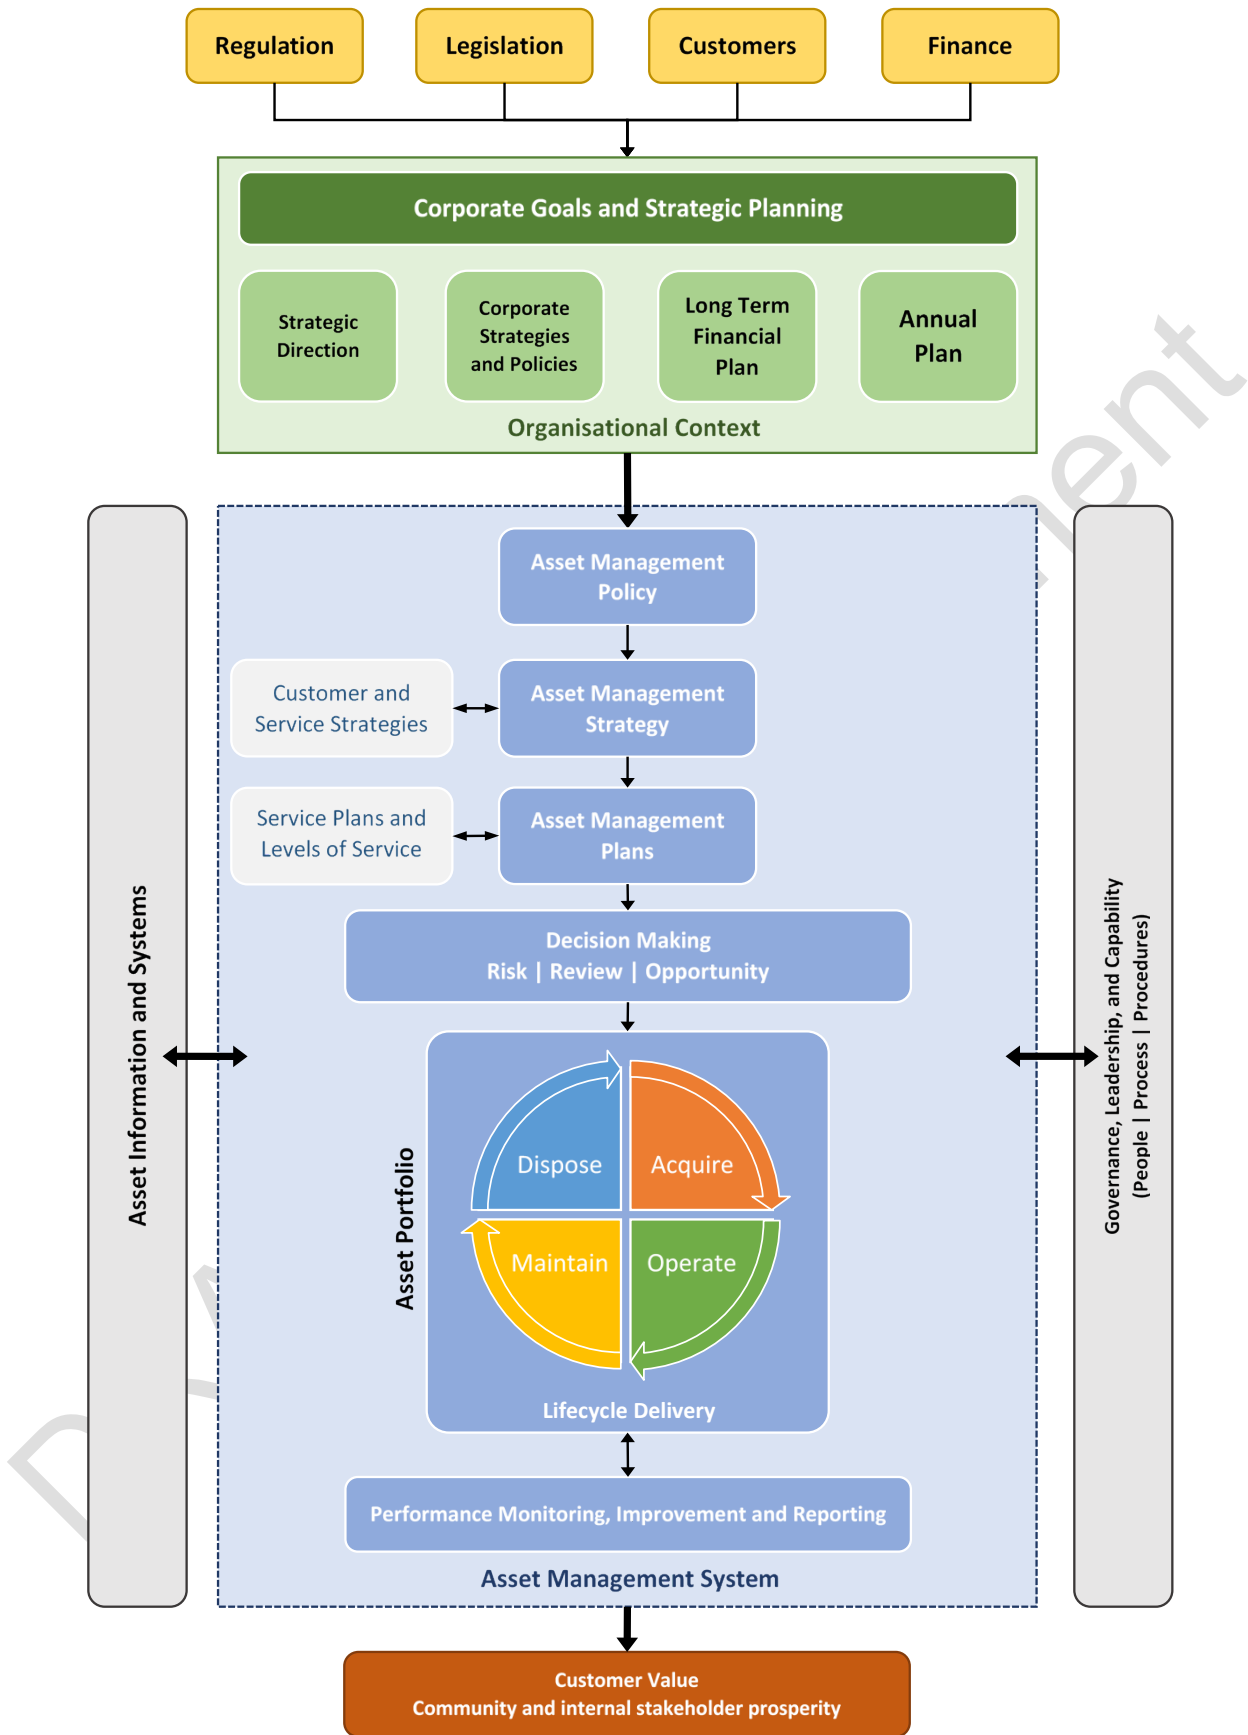 Regulation
Legislation
Customers
Finance
Corporate Goals and Strategic Planning
Strategic
Direction
Corporate
Strategies
and Policies
Long Term
Financial
Plan
Annual
Plan
Organisational Context
Asset Information and Systems
Asset Management
Policy
Customer and
Service Strategies
Asset Management
Strategy
Service Plans and
Levels of Service
Asset Management
Plans
Decision Making
Risk | Review | Opportunity
Asset Portfolio
Dispose
Acquire
Maintain
Operate
Lifecycle Delivery
Performance Monitoring, Improvement and Reporting
Asset Management System
Governance, Leadership, and Capability
(People | Process | Procedures)
Customer Value
Community and internal stakeholder prosperity